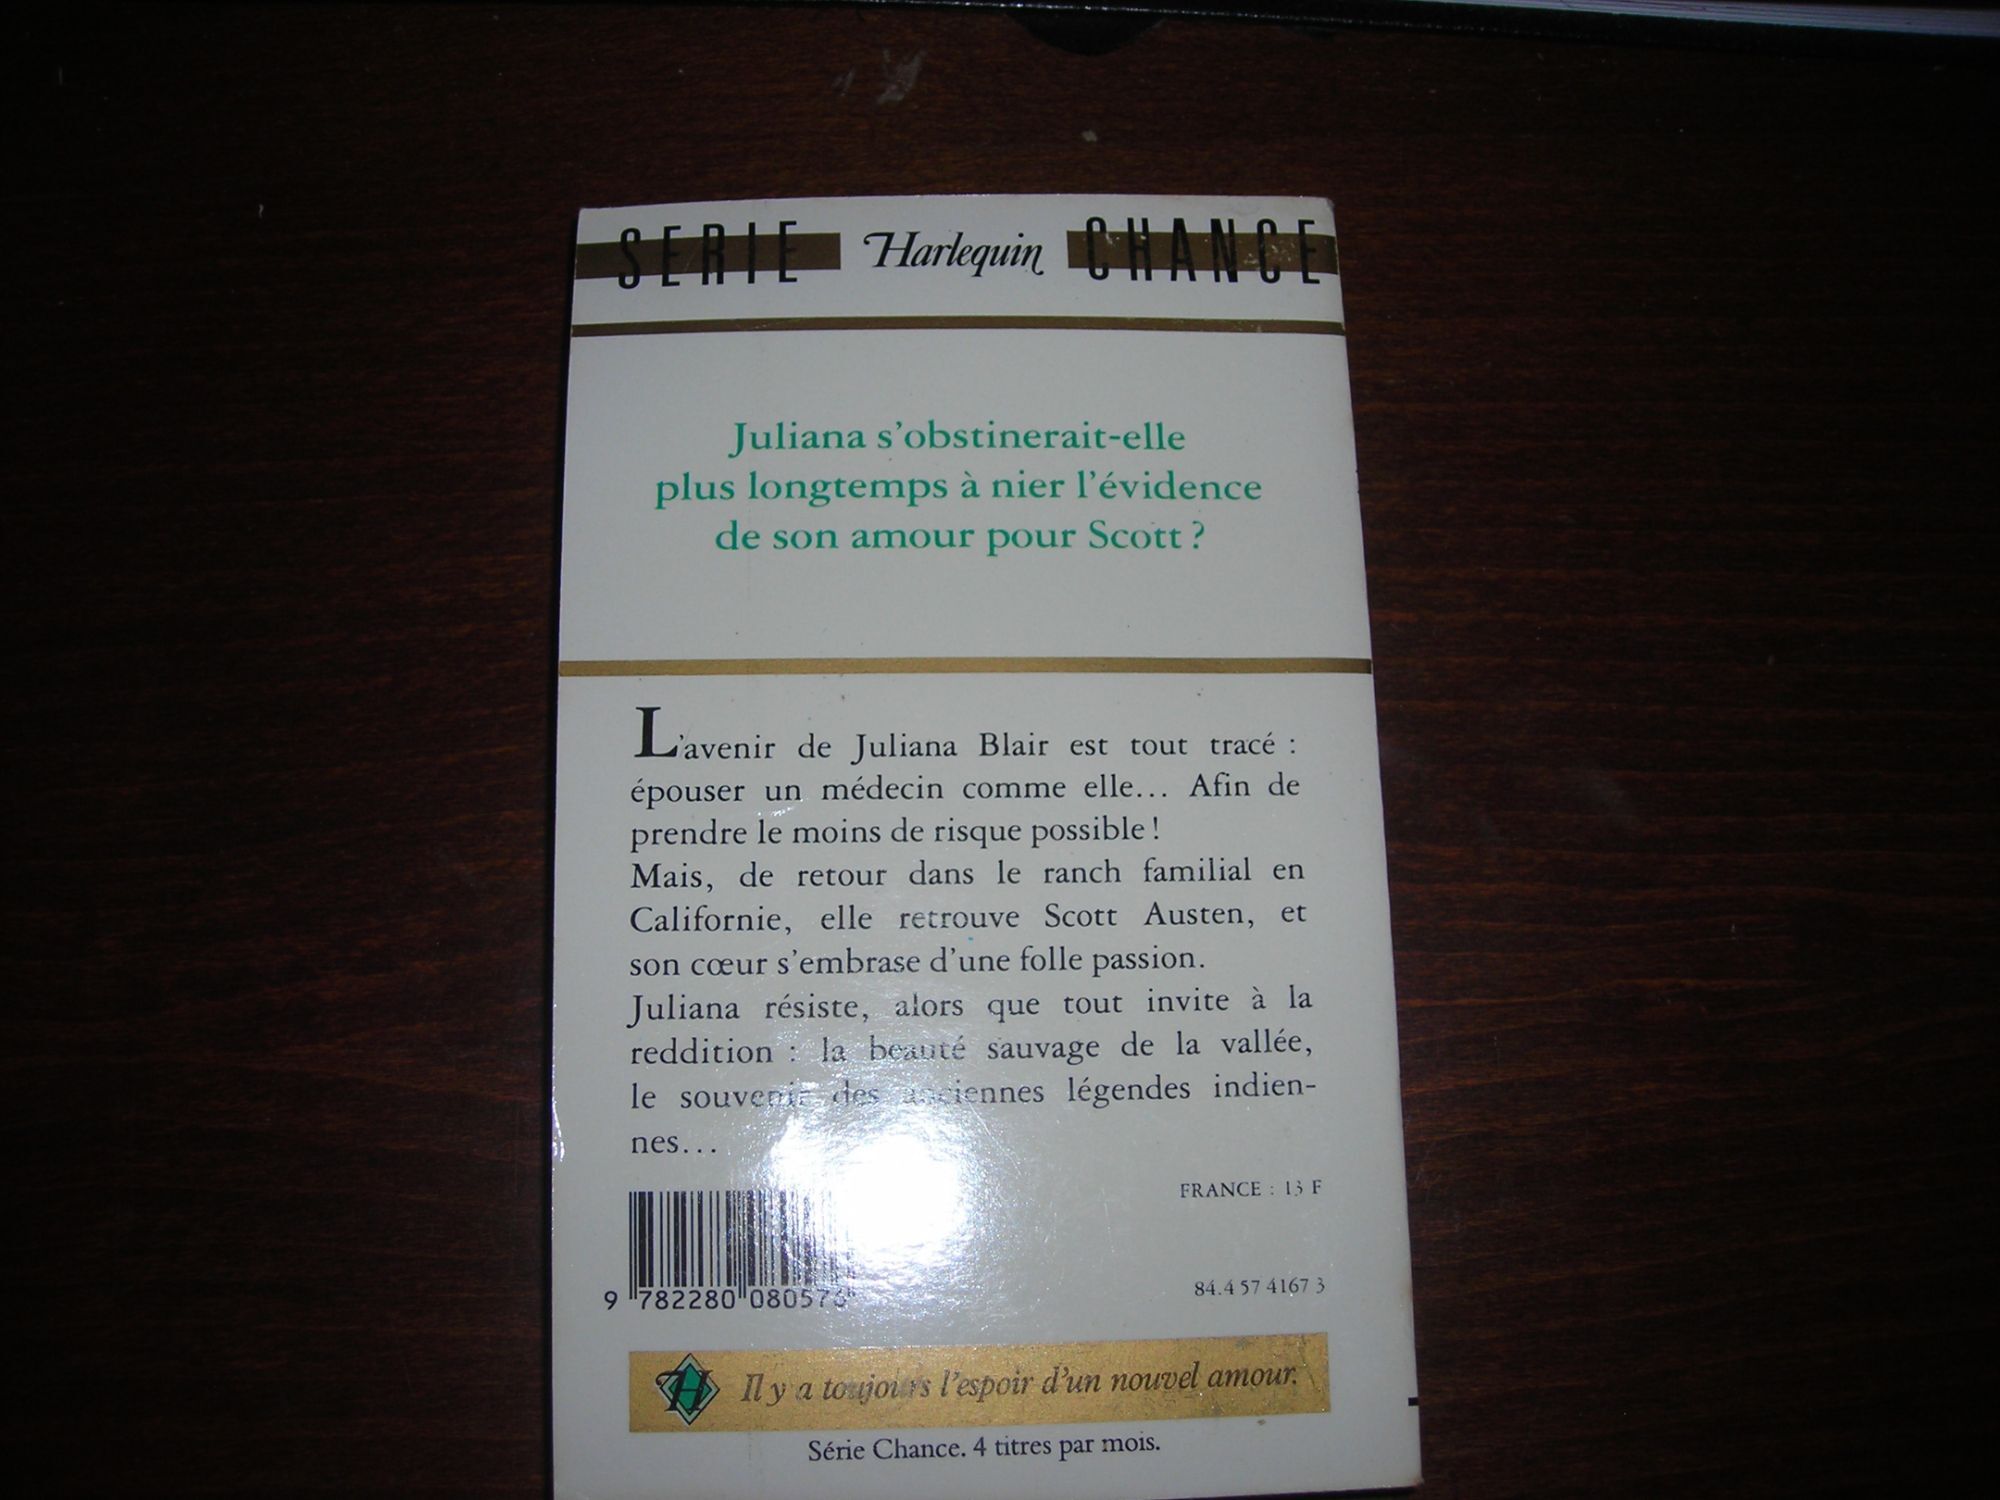 SERIE Harlequin CHANCE
Juliana s'obstinerait-elle
plus longtemps à nier l'évidence
de son amour pour Scott ?
L'avenir de Juliana Blair est tout tracé :
épouser un médecin comme elle... Afin de
prendre le moins de risque possible !
Mais, de retour dans le ranch familial en
Californie, elle retrouve Scott Austen, et
son cœur s'embrase d'une folle passion.
Juliana résiste, alors que tout invite à la
reddition : la beauté sauvage de la vallée,
le souvenir des anciennes légendes indien-
nes...
FRANCE : 13 F
9 782280 080576
84.4 57 4167 3
H Il y a toujours l'espoir d'un nouvel amour.
Série Chance. 4 titres par mois.